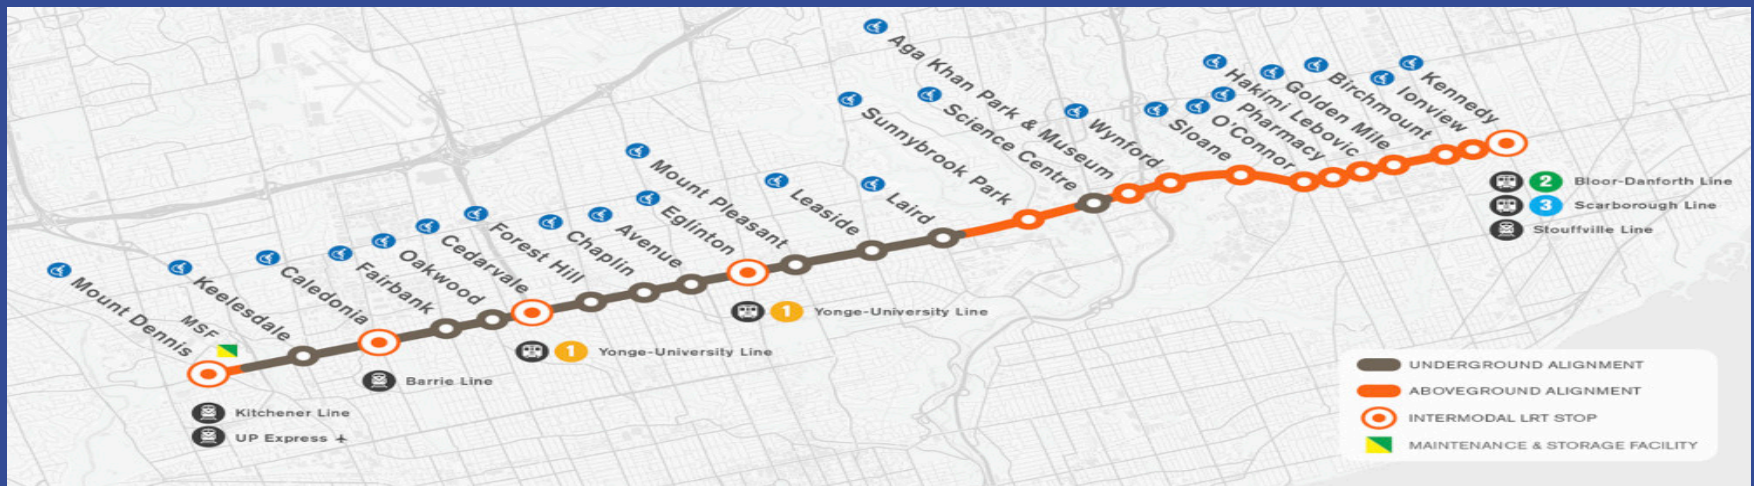 Mount Dennis
MSF
Keelesdale
Caledonia
Fairbank
Oakwood
Cedarvale
Forest Hill
Chaplin
Avenue
Eglinton
Mount Pleasant
Leaside
Laird
Sunnybrook Park
Science Centre
Aga Khan Park & Museum
Wynford
Sloane
O'Connor
Pharmacy
Hakimi Lebovic
Golden Mile
Birchmount
Ionview
Kennedy
Kitchener Line
UP Express
Barrie Line
1 Yonge-University Line
1 Yonge-University Line
2 Bloor-Danforth Line
3 Scarborough Line
Stouffville Line
UNDERGROUND ALIGNMENT
ABOVEGROUND ALIGNMENT
INTERMODAL LRT STOP
MAINTENANCE & STORAGE FACILITY